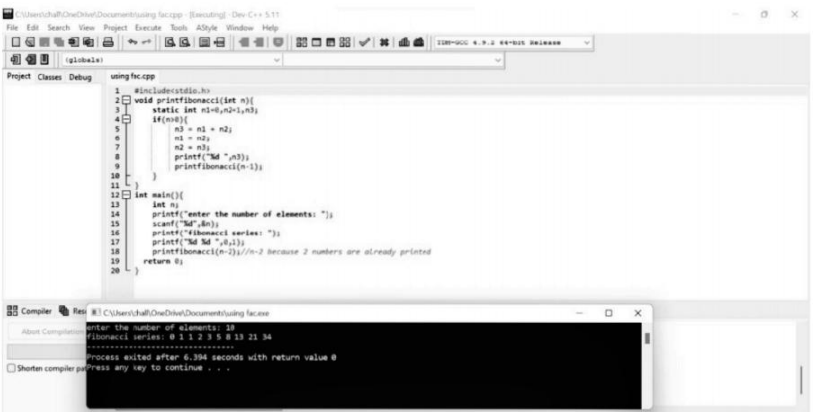 C:\Users\chall\OneDrive\Documents\using fac.cpp - [Executing] - Dev-C++ 5.11
File Edit Search View Project Execute Tools AStyle Window Help
TDM-GCC 4.9.2 64-bit Release
(globals)
Project Classes Debug
using fac.cpp
1 #include<stdio.h>
2 void printfibonacci(int n){
3 static int n1=0,n2=1,n3;
4 if(n>0){
5 n3 = n1 + n2;
6 n1 = n2;
7 n2 = n3;
8 printf("%d ",n3);
9 printfibonacci(n-1);
10 }
11 }
12 int main(){
13 int n;
14 printf("enter the number of elements: ");
15 scanf("%d",&n);
16 printf("fibonacci series: ");
17 printf("%d %d ",0,1);
18 printfibonacci(n-2);//n-2 because 2 numbers are already printed
19 return 0;
20 }
Compiler Res
Abort Compilation
Shorten compiler pa
C:\Users\chall\OneDrive\Documents\using fac.exe
enter the number of elements: 10
fibonacci series: 0 1 1 2 3 5 8 13 21 34
--------------------------------
Process exited after 6.394 seconds with return value 0
Press any key to continue . . .